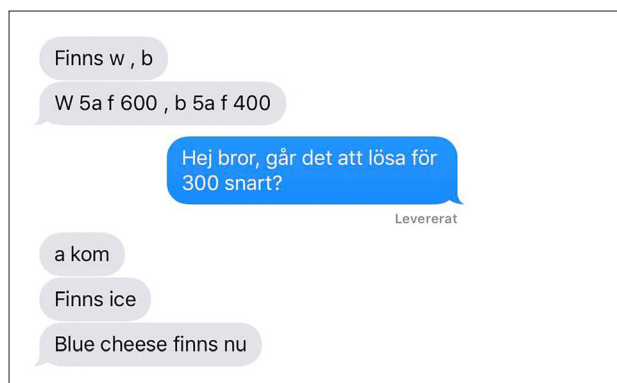 Finns w , b
W 5a f 600 , b 5a f 400
Hej bror, går det att lösa för
300 snart?
Levererat
a kom
Finns ice
Blue cheese finns nu